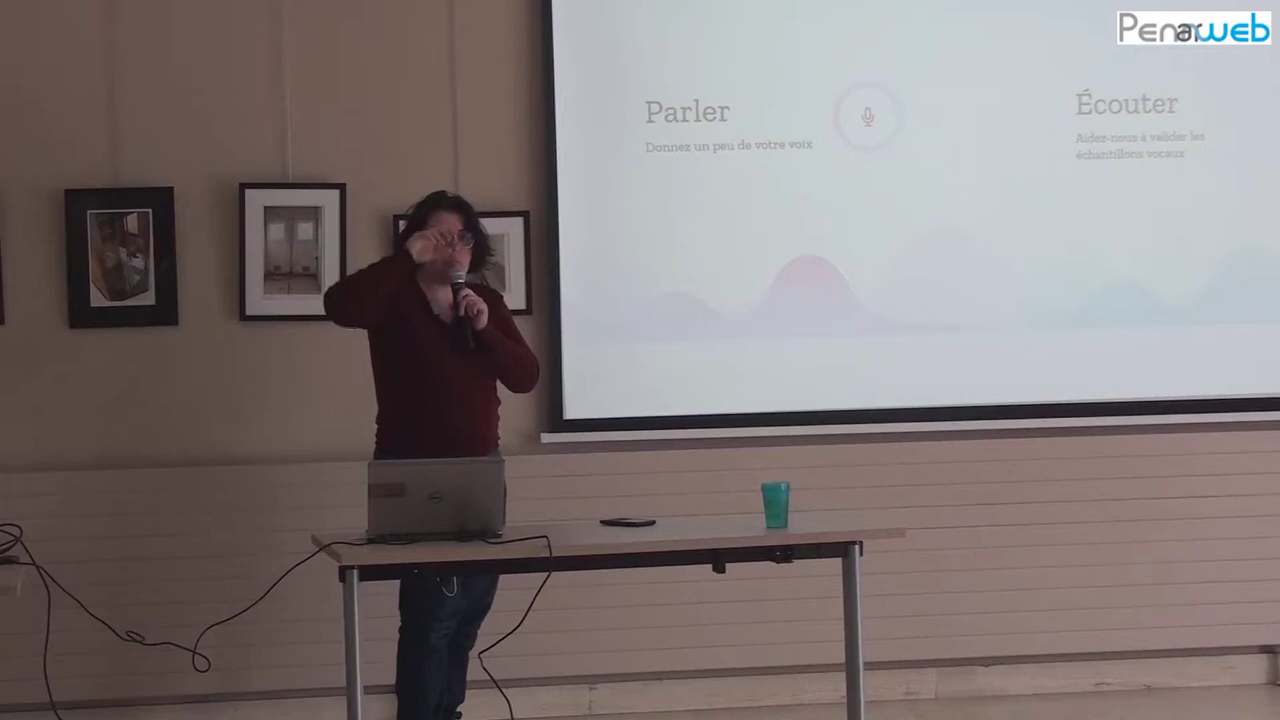 Penarweb
Parler
Donnez un peu de votre voix
Écouter
Aidez-nous à valider les
échantillons vocaux